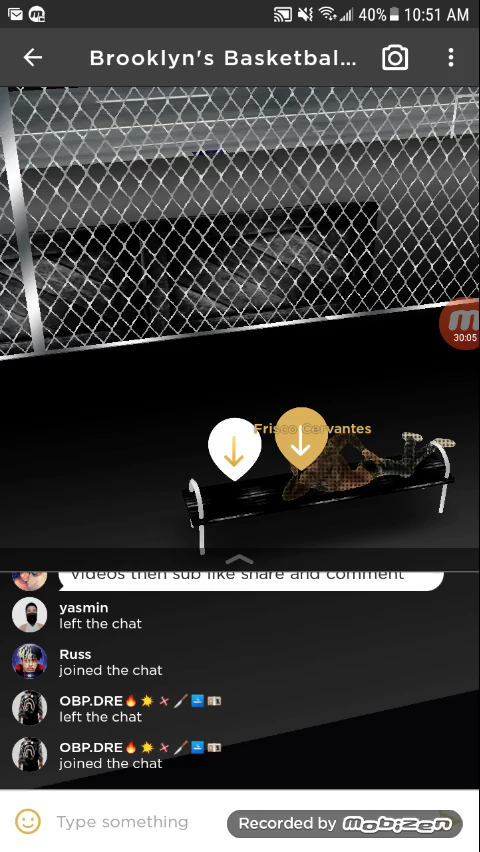 40% 10:51 AM
Brooklyn's Basketbal...
30:05
Frisco Cervantes
Videos then sub like share and comment
yasmin
left the chat
Russ
joined the chat
OBP.DRE🔥
left the chat
OBP.DRE🔥
joined the chat
Type something
Recorded by mobizen